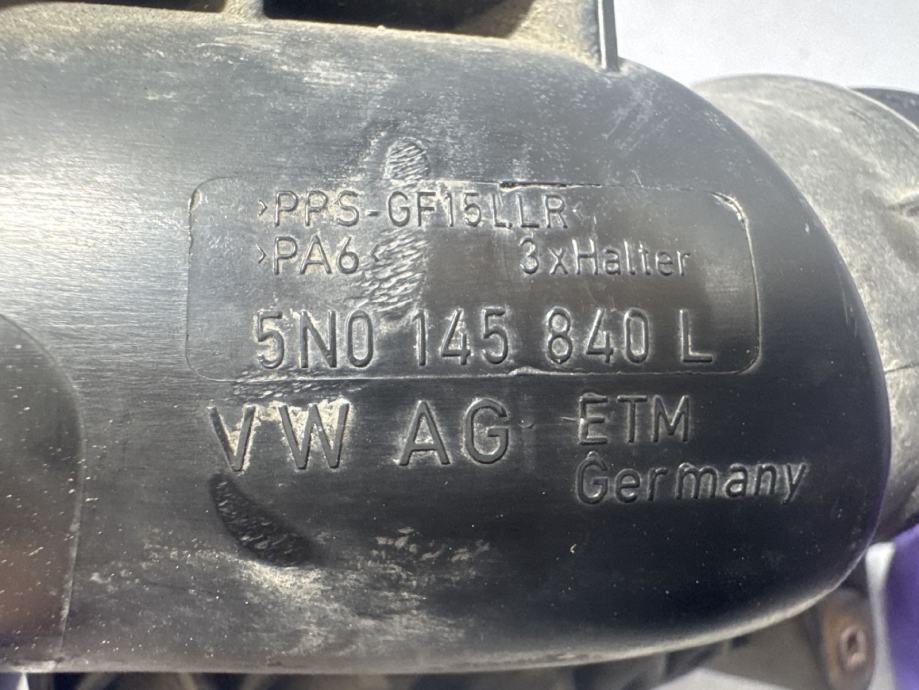 >PPS-GF15LLR<
>PA6< 3xHalter
5N0 145 840 L
VW AG ETM
Germany